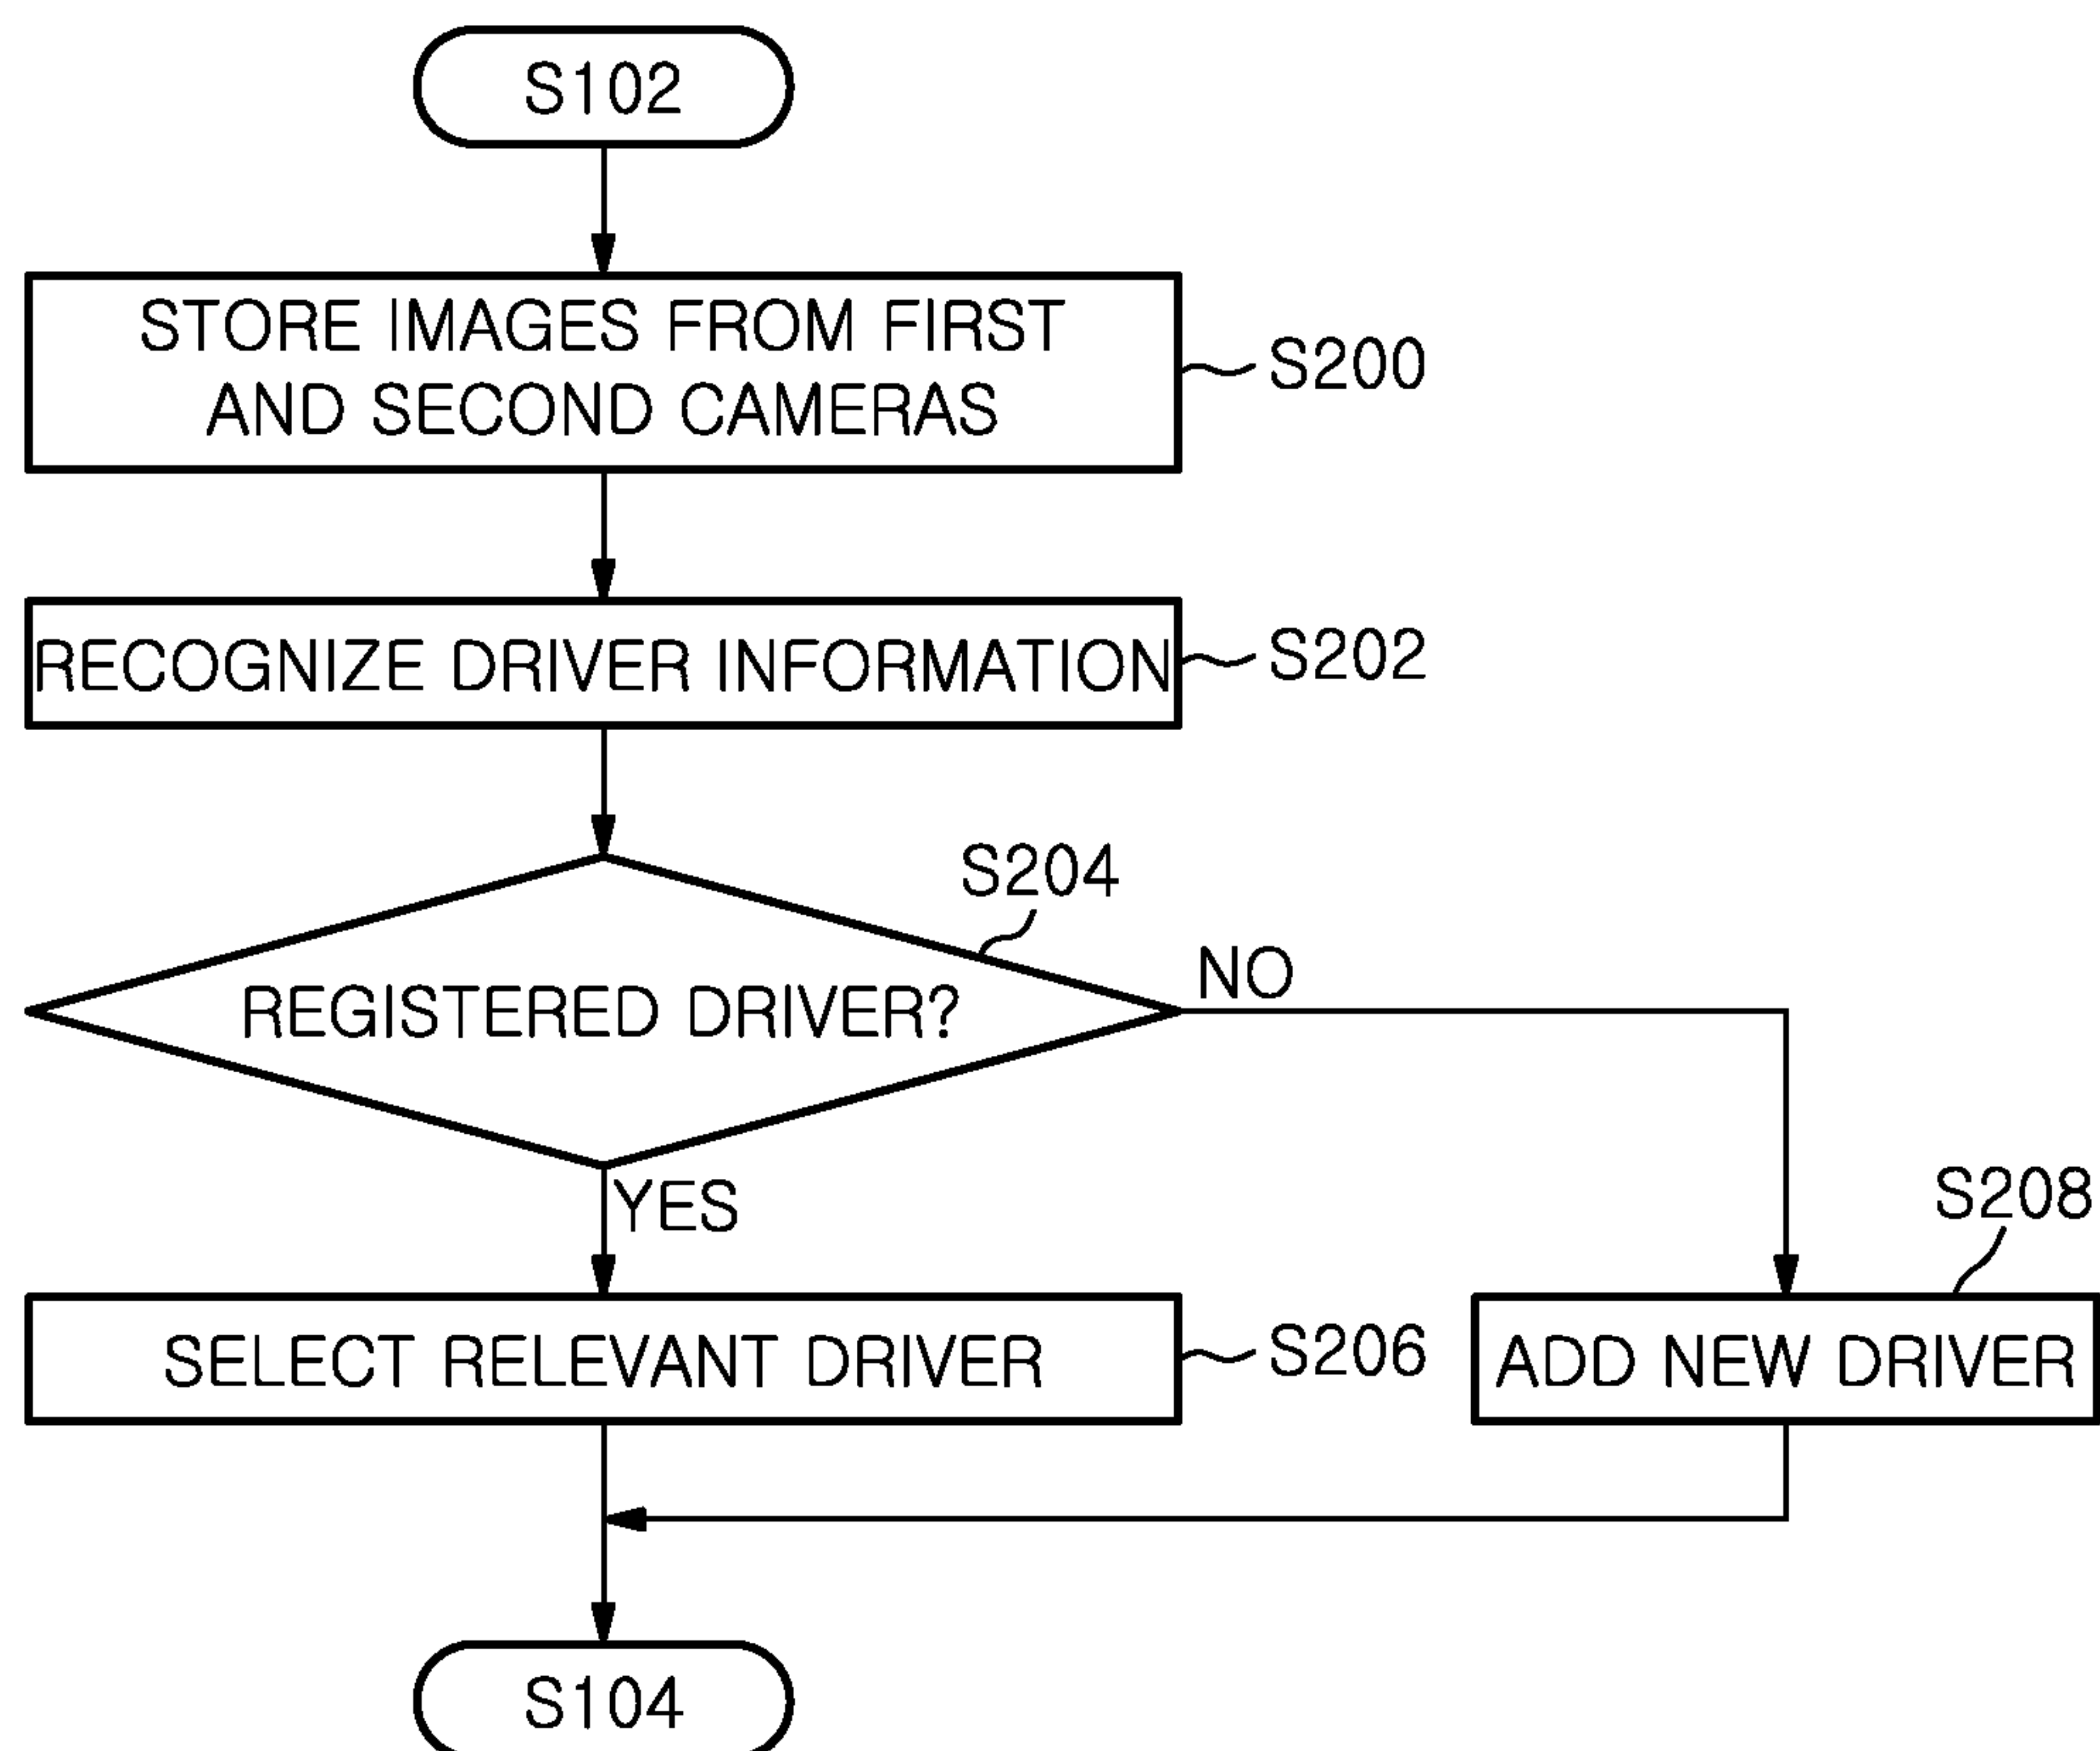 S102
STORE IMAGES FROM FIRST
AND SECOND CAMERAS
S200
RECOGNIZE DRIVER INFORMATION
S202
S204
REGISTERED DRIVER?
NO
YES
S208
SELECT RELEVANT DRIVER
S206
ADD NEW DRIVER
S104